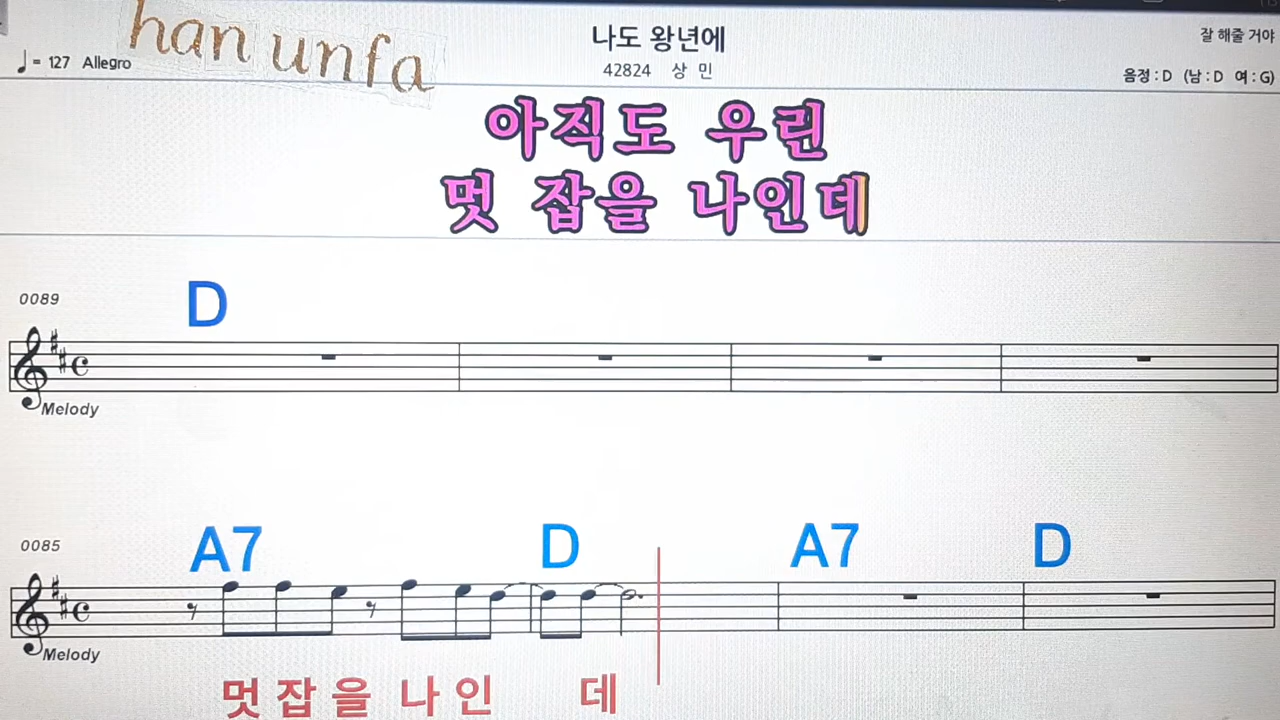 han unfa
나도 왕년에
잘 해줄 거야
♩= 127 Allegro
42824 상 민
음정 : D (남 : D 여 : G)
아직도 우린
멋 잡을 나인데
0089
D
Melody
0085
A7 D A7 D
Melody
멋 잡 을 나 인 데